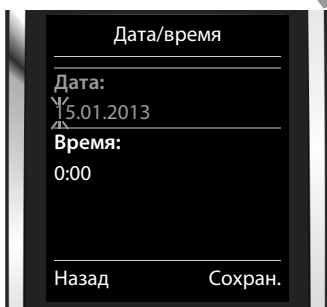 Дата/время
Дата:
15.01.2013
Время:
0:00
Назад Сохран.